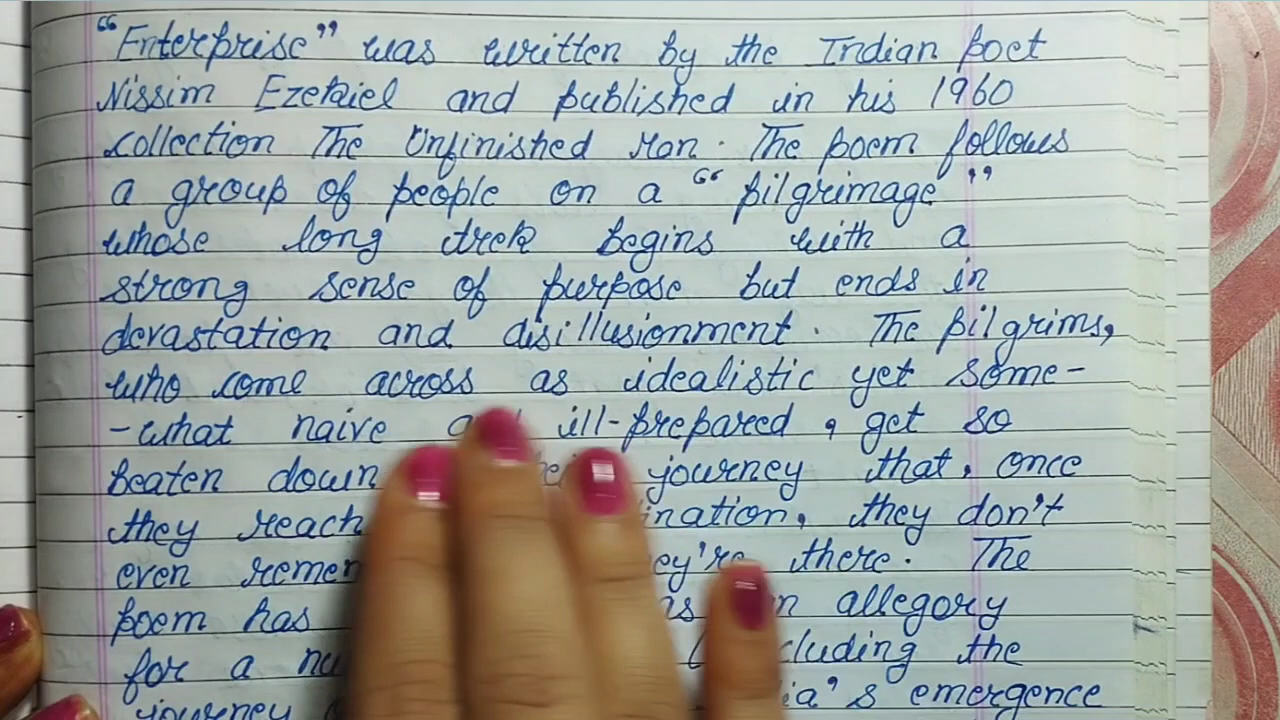 “Enterprise” was written by the Indian poet
Nissim Ezekiel and published in his 1960
collection The Unfinished Man. The poem follows
a group of people on a “pilgrimage”
whose long trek begins with a
strong sense of purpose but ends in
devastation and disillusionment. The pilgrims,
who come across as idealistic yet some-
-what naive ill-prepared, get so
beaten down journey that, once
they reach they don't
even they're there. The
poem has allegory
for a the
journey emergence